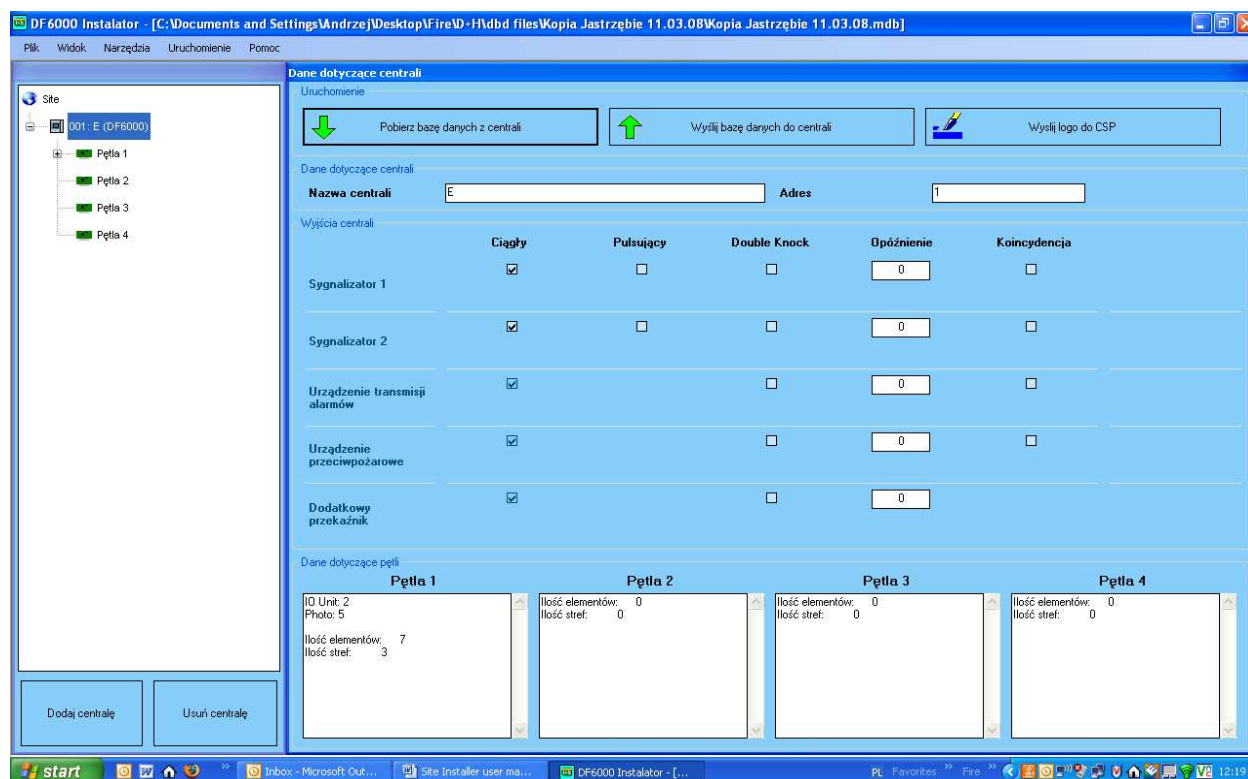 DF6000 Instalator - [C:\Documents and Settings\Andrzej\Desktop\Fire\D+H\dbd files\Kopia Jastrzębie 11.03.08\Kopia Jastrzębie 11.03.08.mdb]
Plik Widok Narzędzia Uruchomienie Pomoc
Site
001: E (DF6000)
Pętla 1
Pętla 2
Pętla 3
Pętla 4
Dodaj centralę Usuń centralę
Dane dotyczące centrali
Uruchomienie
Pobierz bazę danych z centrali Wyślij bazę danych do centrali Wyslij logo do CSP
Dane dotyczące centrali
Nazwa centrali E Adres 1
Wyjścia centrali
Ciągły Pulsujący Double Knock Opóźnienie Koincydencja
Sygnalizator 1 0
Sygnalizator 2 0
Urządzenie transmisji alarmów 0
Urządzenie przeciwpożarowe 0
Dodatkowy przekaźnik 0
Dane dotyczące pętli
Pętla 1 Pętla 2 Pętla 3 Pętla 4
IO Unit: 2 Ilość elementów: 0 Ilość elementów: 0 Ilość elementów: 0
Photo: 5 Ilość stref: 0 Ilość stref: 0 Ilość stref: 0
Ilość elementów: 7
Ilość stref: 3
start Inbox - Microsoft Out... Site Installer user ma... DF6000 Instalator - [... PL Favorites » Fire » 12:19